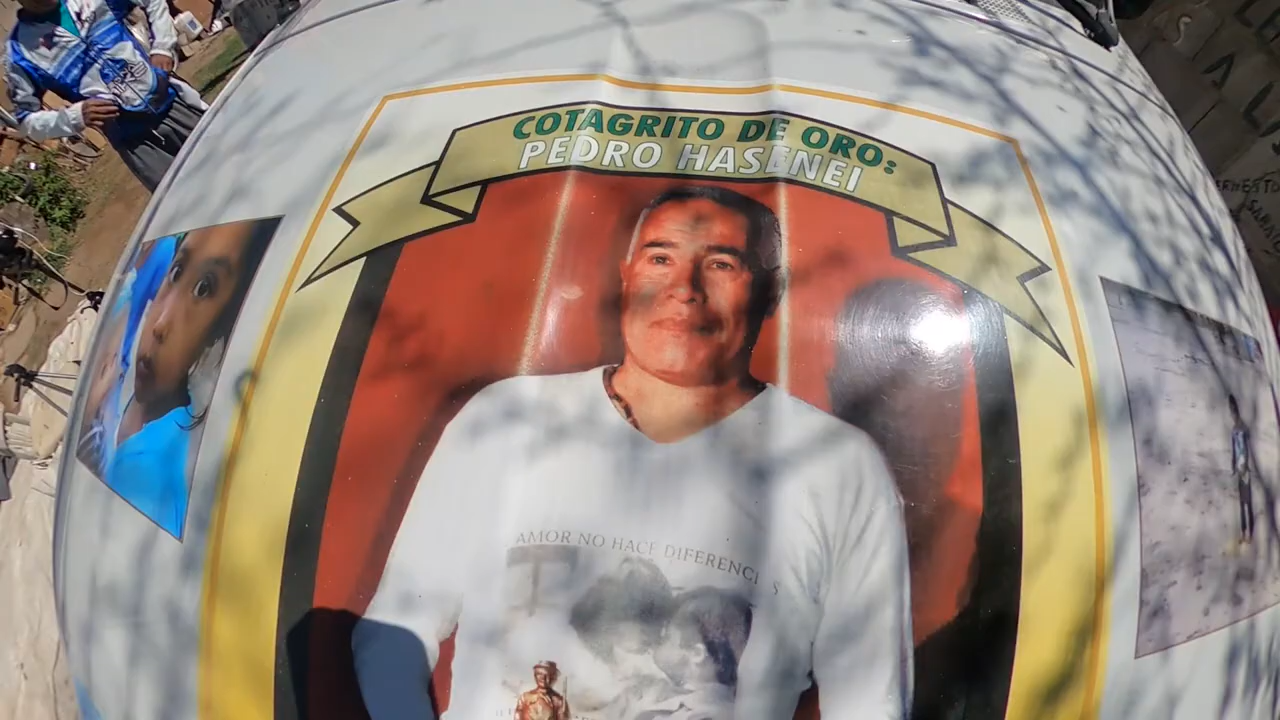 COTAGRITO DE ORO:
PEDRO HASENEI
AMOR NO HACE DIFERENCI S